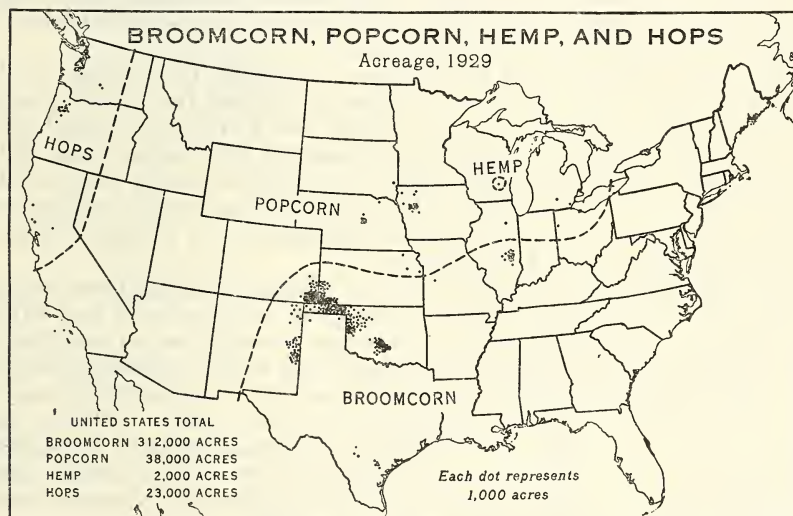 BROOMCORN, POPCORN, HEMP, AND HOPS
Acreage, 1929
HOPS
HEMP
POPCORN
BROOMCORN
UNITED STATES TOTAL
BROOMCORN 312,000 ACRES
POPCORN 38,000 ACRES
HEMP 2,000 ACRES
HOPS 23,000 ACRES
Each dot represents
1,000 acres